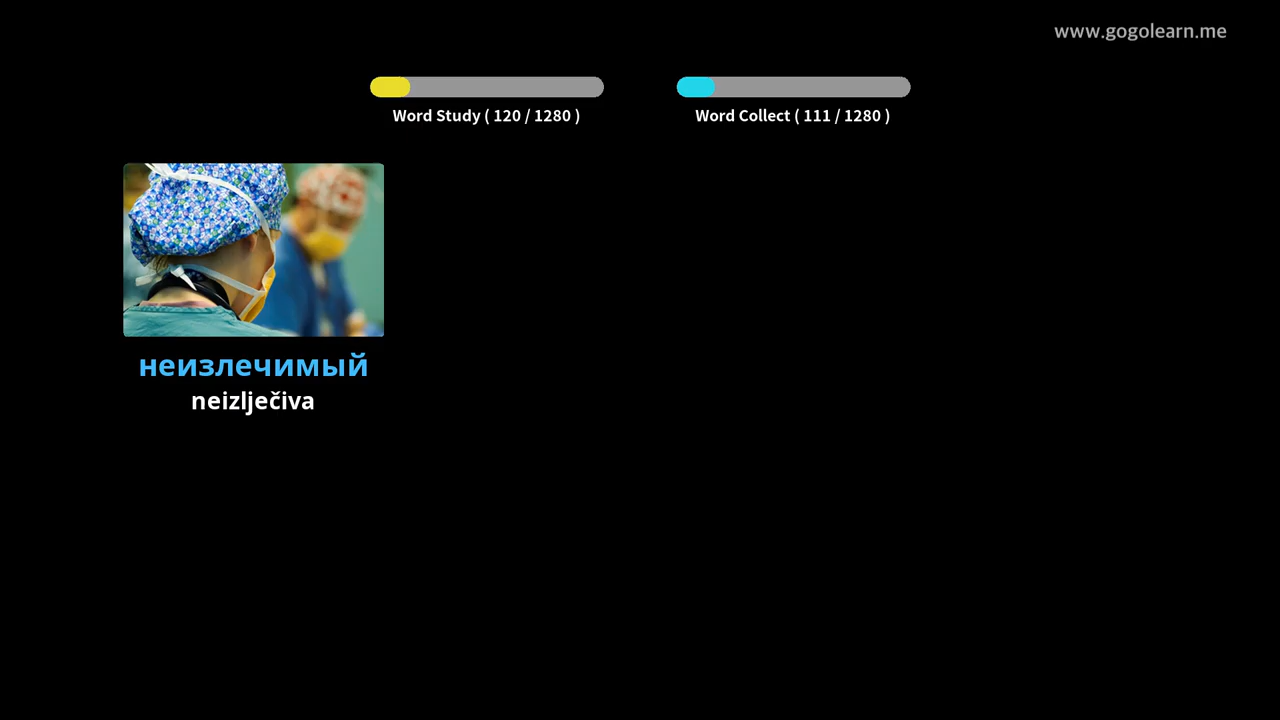 www.gogolearn.me
Word Study ( 120 / 1280 )
Word Collect ( 111 / 1280 )
неизлечимый
neizlječiva